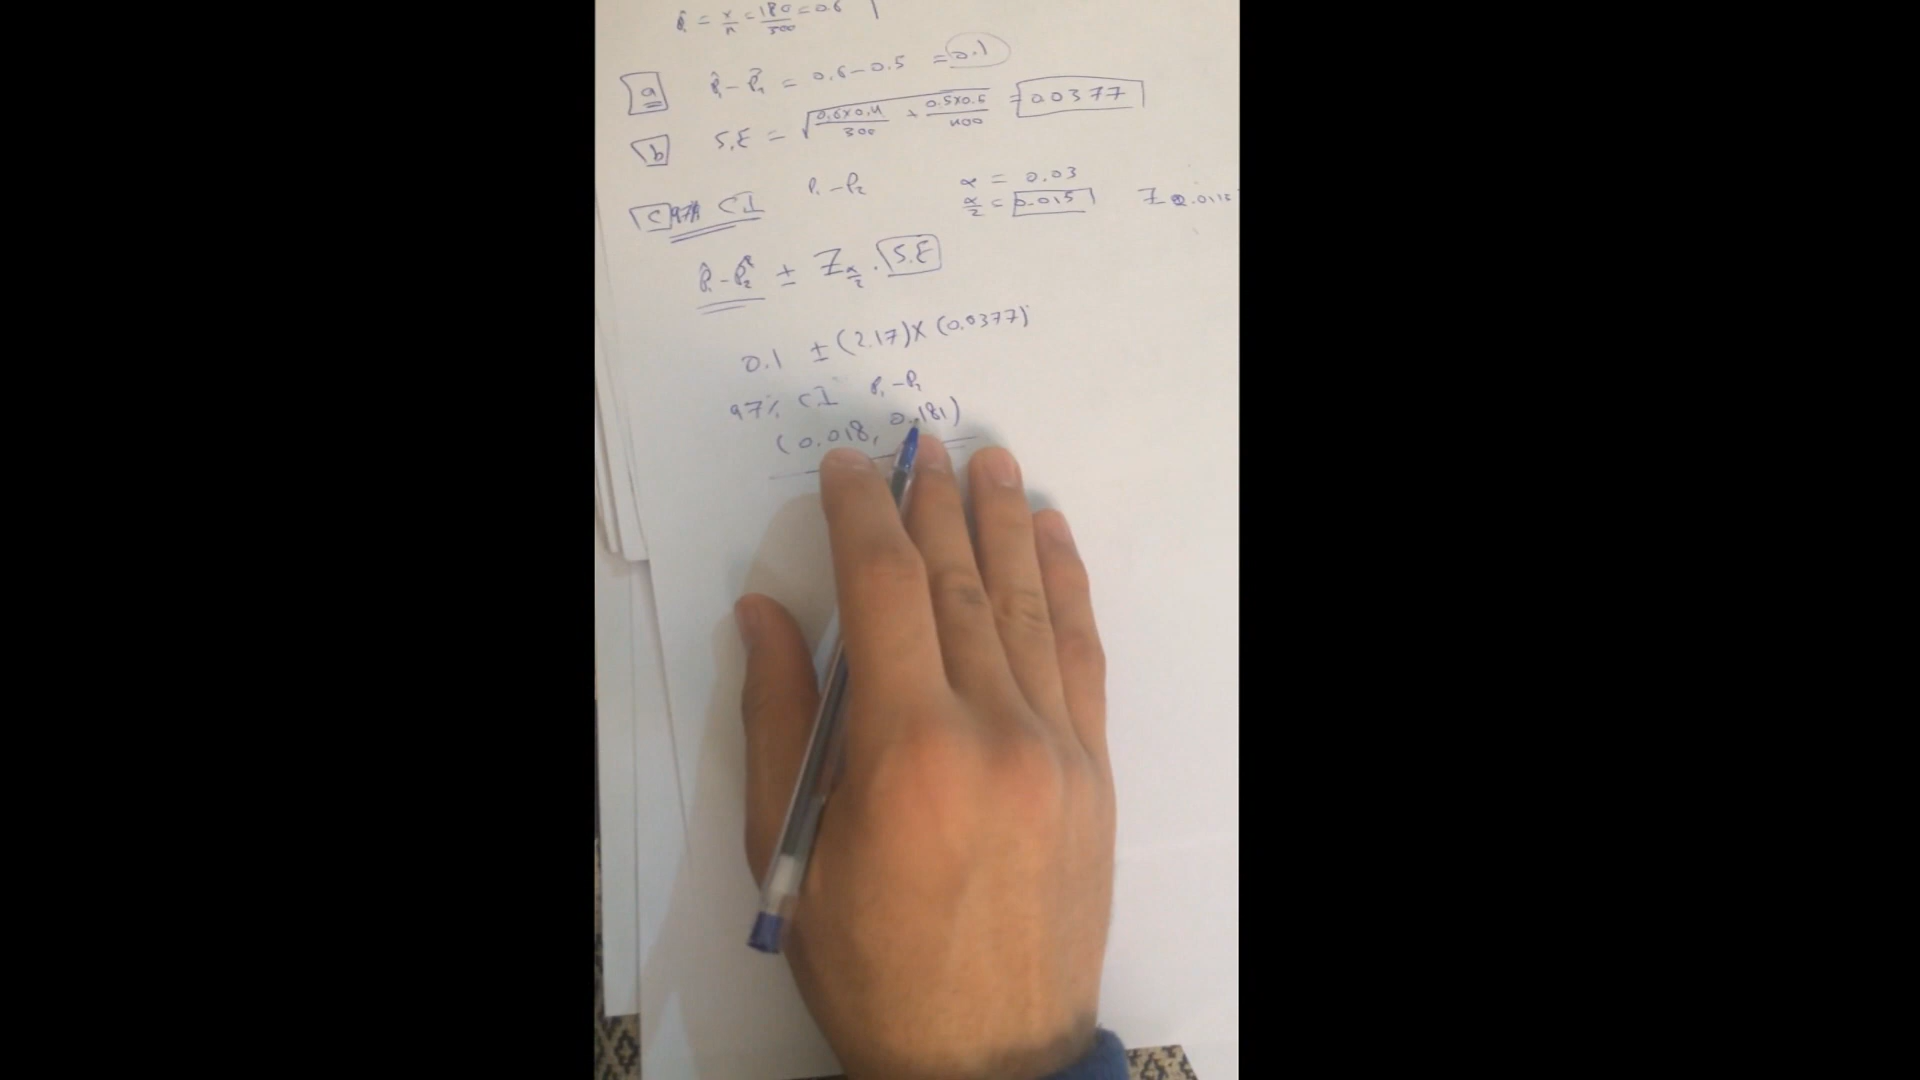 p̂₁ = x/n = 180/300 = 0.6
a p̂₁ - p̂₂ = 0.6 - 0.5 = 0.1
b S.E = √(0.6×0.4/300 + 0.5×0.5/400) = 0.0377
c 97% CI P₁ - P₂ α = 0.03
α/2 = 0.015
p̂₁ - p̂₂ ± Z α/2 . S.E
0.1 ± (2.17) X (0.0377)
97% CI P₁ - P₂
(0.018, 0.181)